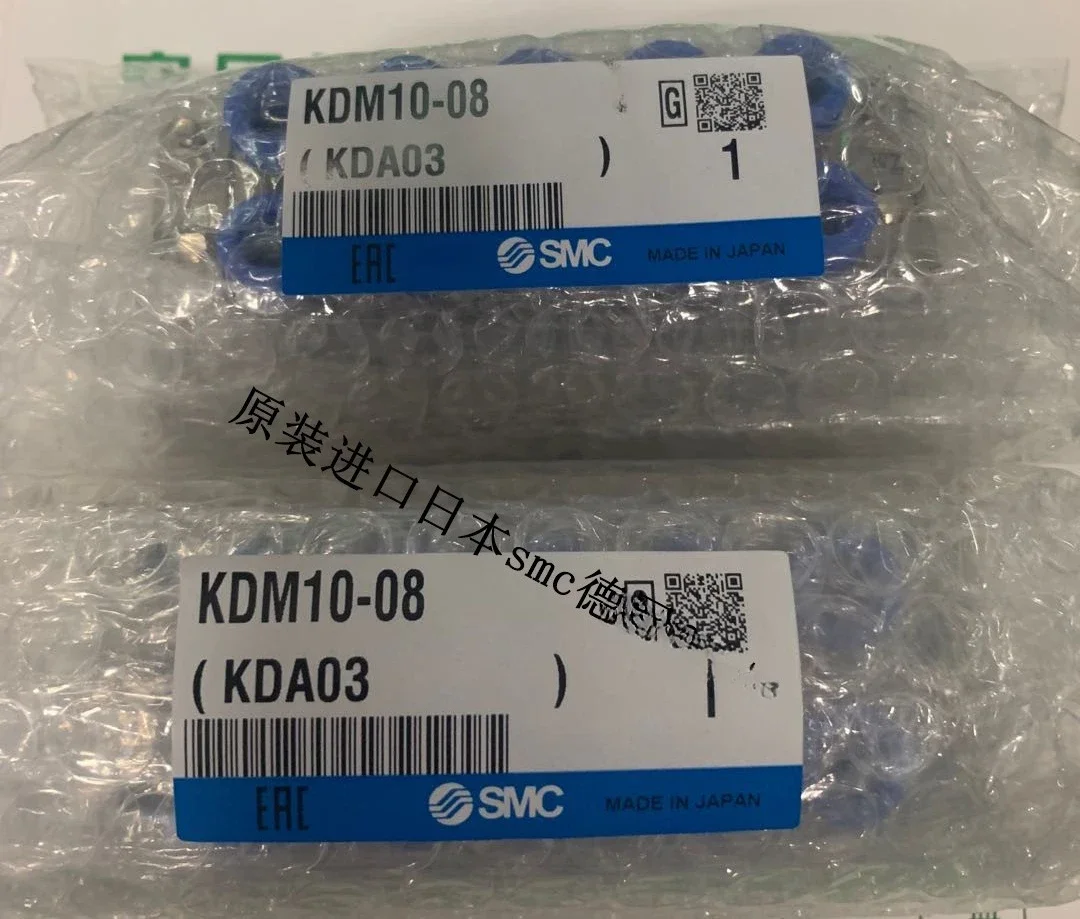 KDM10-08
G
( KDA03 )
1
EAC
SMC
MADE IN JAPAN
原装进口日本smc德
KDM10-08
( KDA03 )
EAC
SMC
MADE IN JAPAN